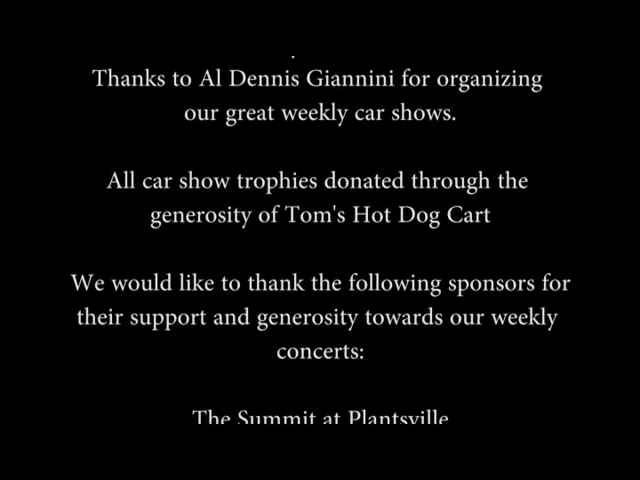 Thanks to Al Dennis Giannini for organizing
our great weekly car shows.
All car show trophies donated through the
generosity of Tom's Hot Dog Cart
We would like to thank the following sponsors for
their support and generosity towards our weekly
concerts:
The Summit at Plantsville